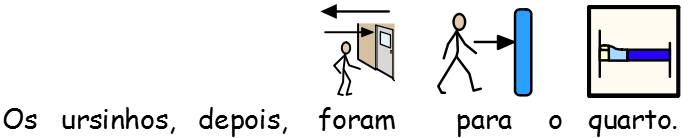 Os ursinhos, depois, foram para o quarto.